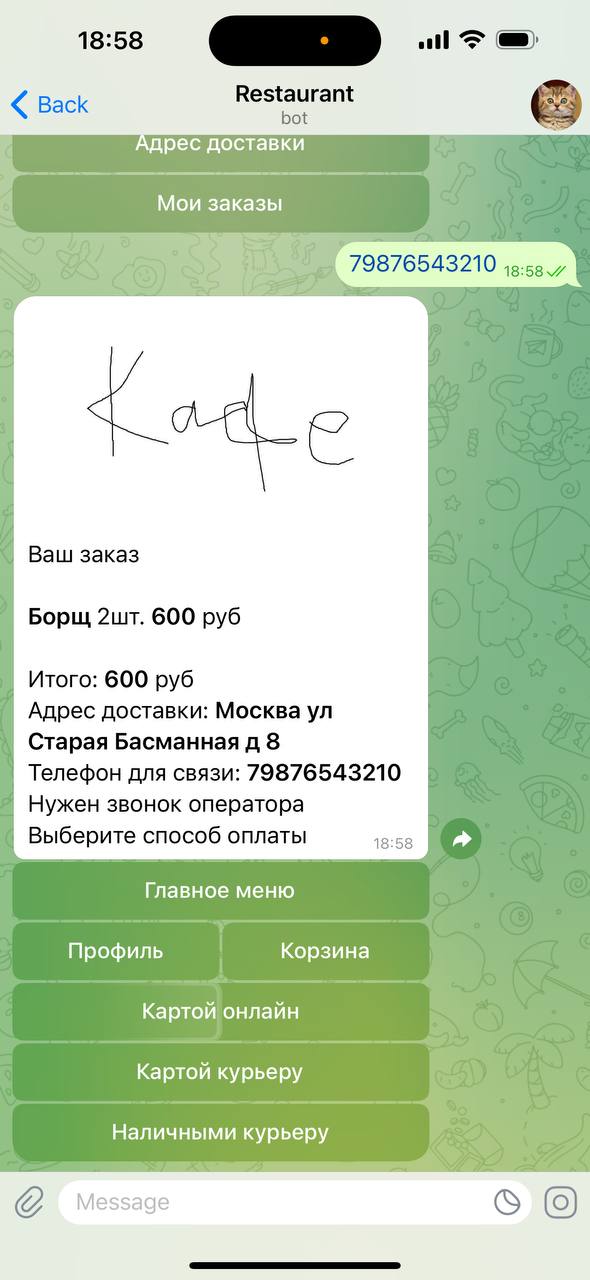 18:58
Back
Restaurant
bot
Адрес доставки
Мои заказы
79876543210 18:58
Кафе
Ваш заказ
Борщ 2шт. 600 руб
Итого: 600 руб
Адрес доставки: Москва ул
Старая Басманная д 8
Телефон для связи: 79876543210
Нужен звонок оператора
Выберите способ оплаты 18:58
Главное меню
Профиль Корзина
Картой онлайн
Картой курьеру
Наличными курьеру
Message